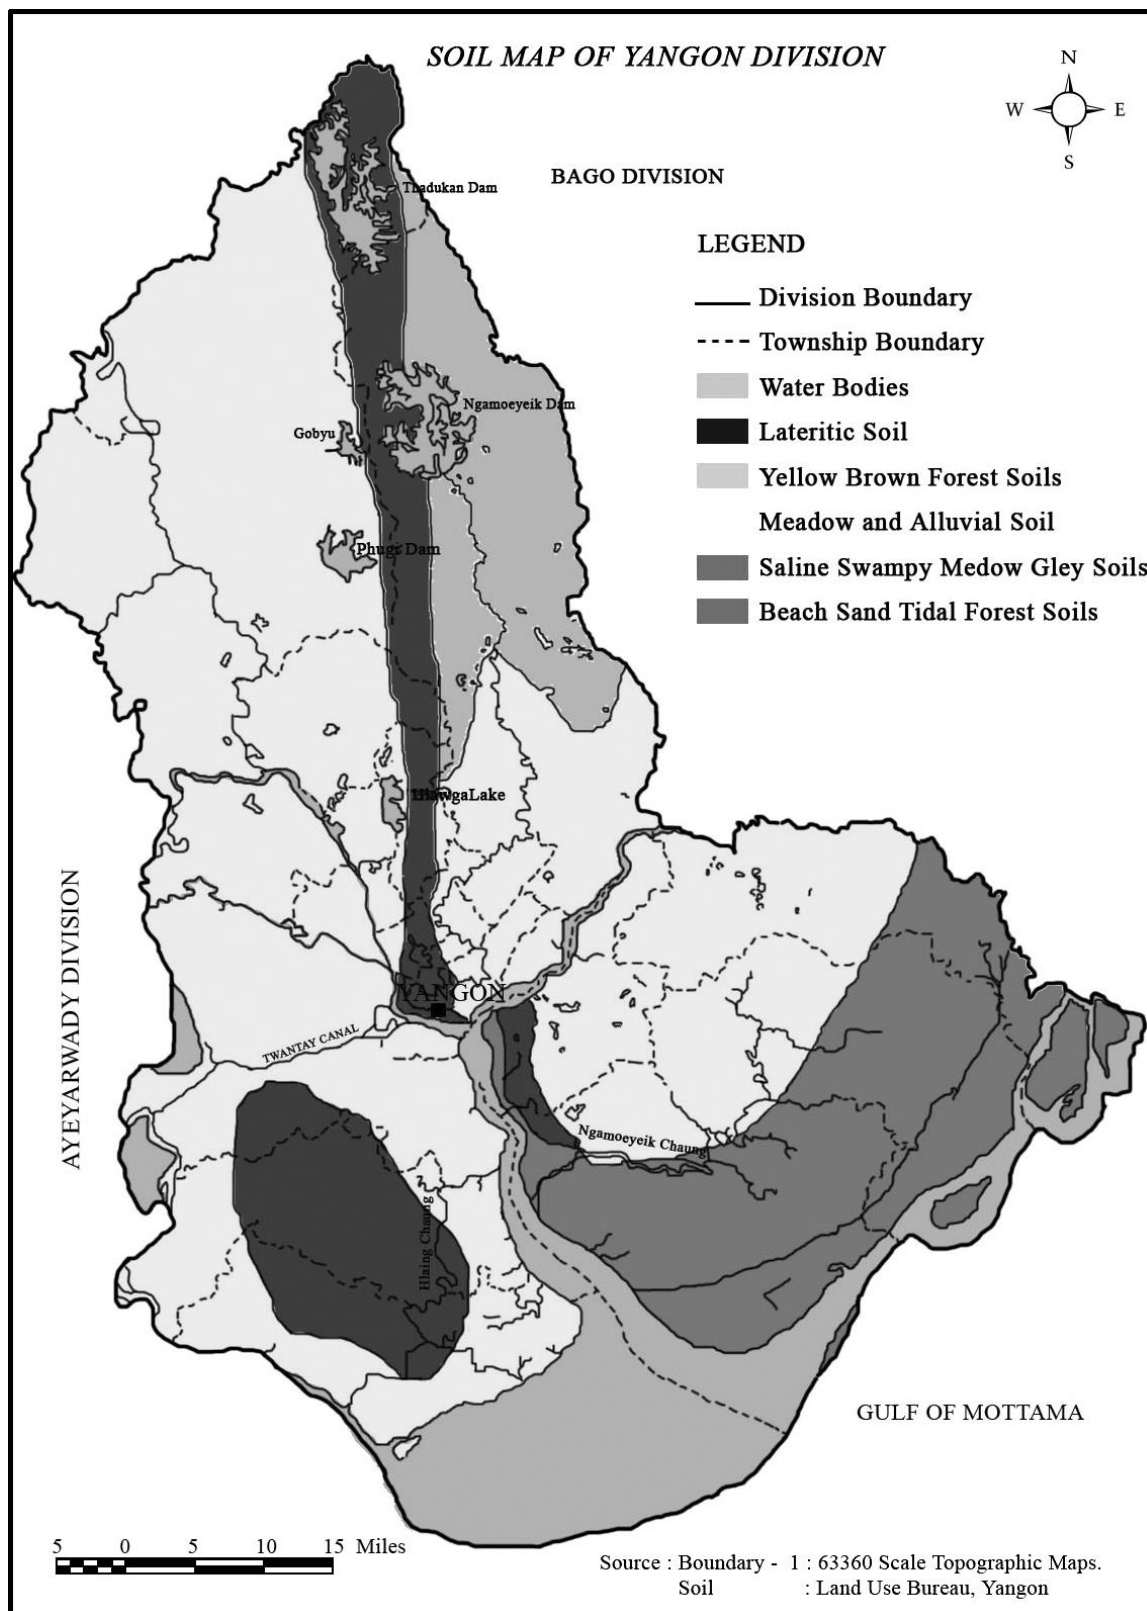 SOIL MAP OF YANGON DIVISION
N
W
E
S
BAGO DIVISION
Thadukan Dam
LEGEND
Division Boundary
Township Boundary
Water Bodies
Lateritic Soil
Yellow Brown Forest Soils
Meadow and Alluvial Soil
Saline Swampy Medow Gley Soils
Beach Sand Tidal Forest Soils
Ngamoeyeik Dam
Gobyu
Phugi Dam
HlawgaLake
AYEYARWADY DIVISION
YANGON
TWANTAY CANAL
Ngamoeyeik Chaung
Hlaing Chaung
GULF OF MOTTAMA
5 0 5 10 15 Miles
Source : Boundary - 1 : 63360 Scale Topographic Maps.
Soil : Land Use Bureau, Yangon